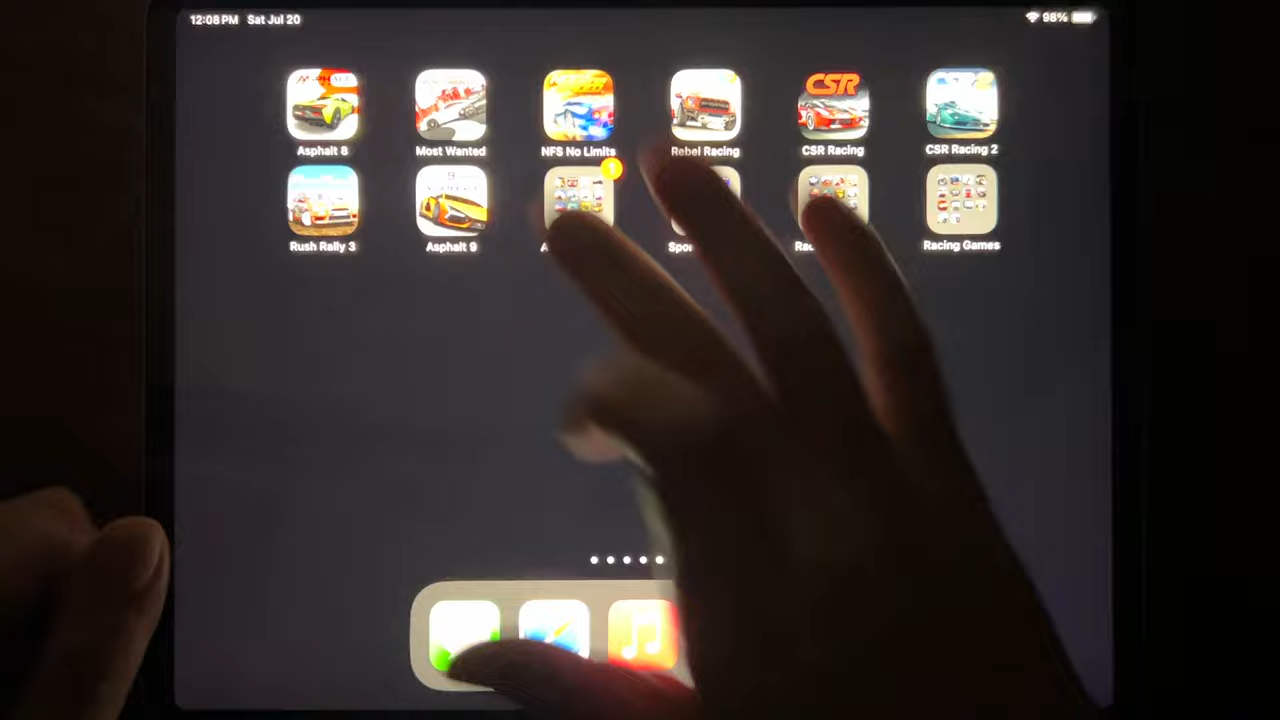 12:08 PM Sat Jul 20
98%
Asphalt 8
Most Wanted
NFS No Limits
Rebel Racing
CSR
CSR Racing
CSR Racing 2
Rush Rally 3
Asphalt 9
Racing Games